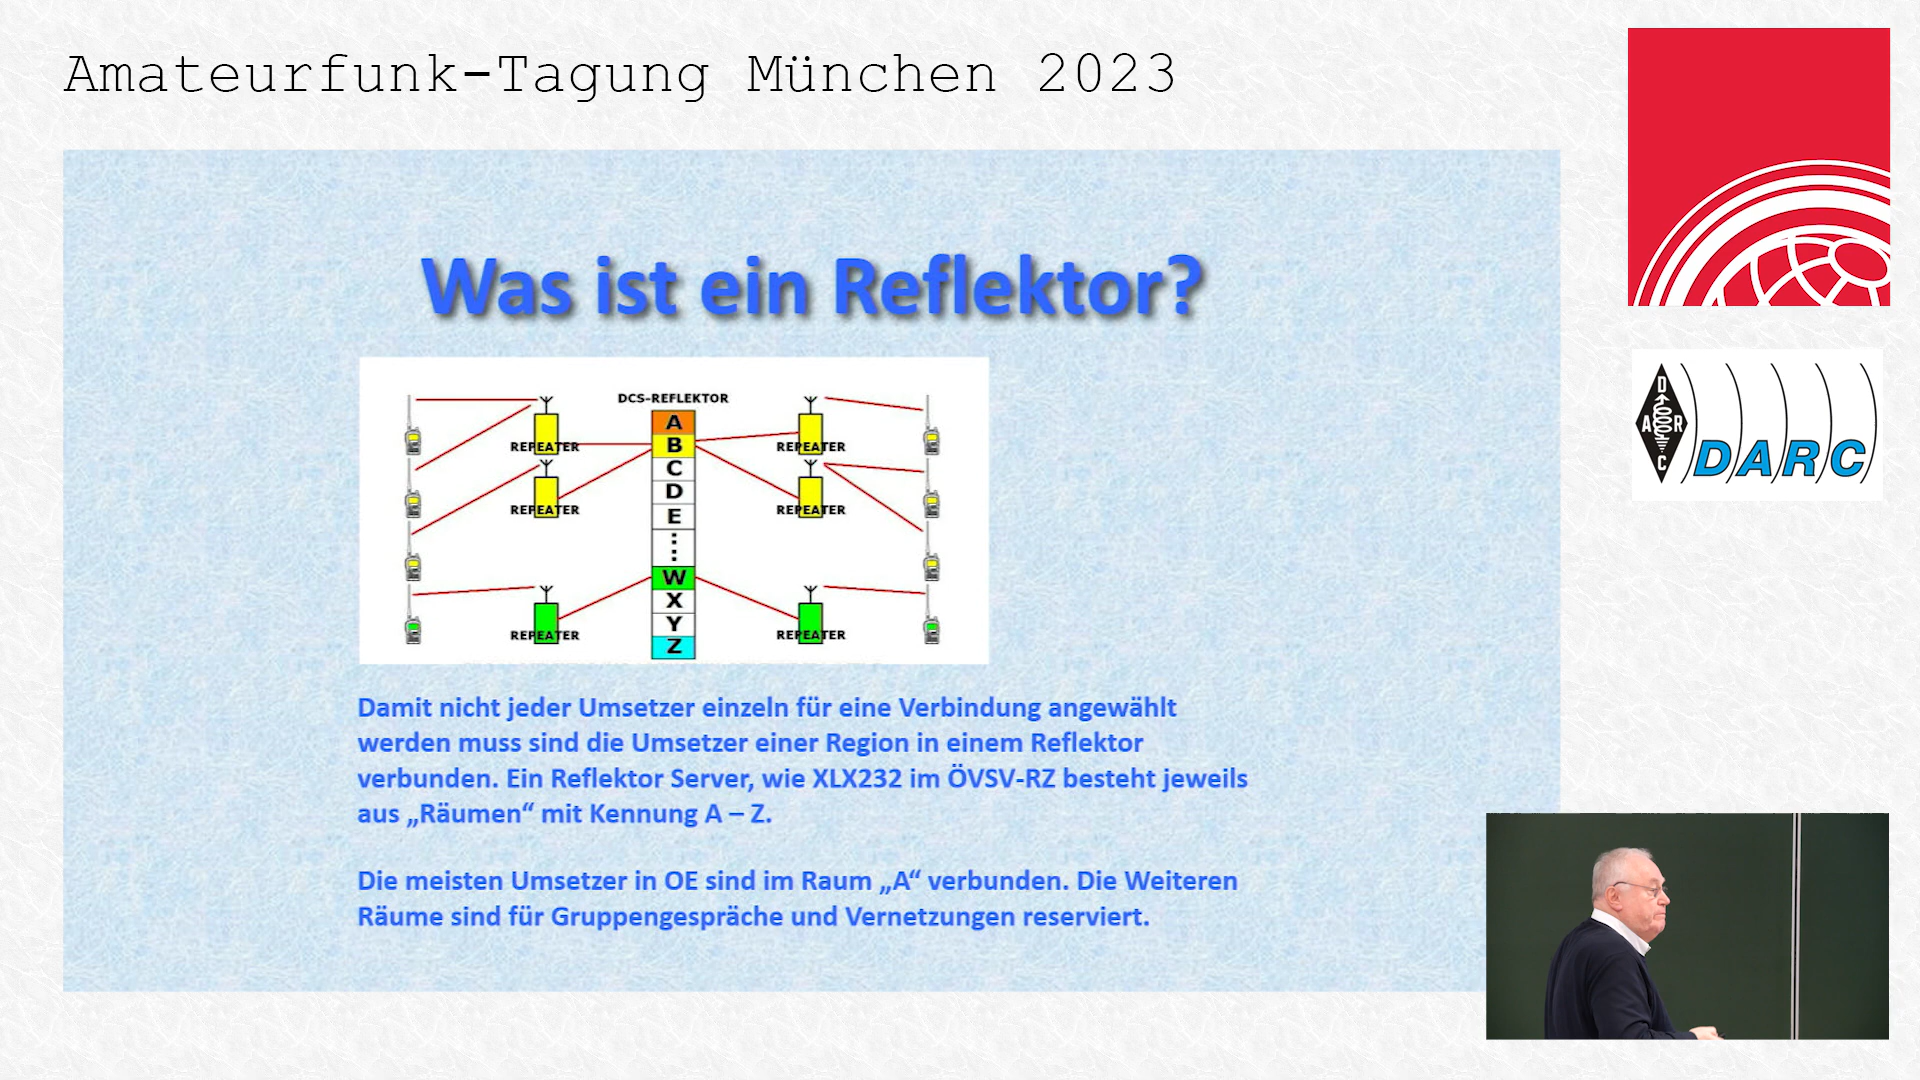 Amateurfunk-Tagung München 2023
Was ist ein Reflektor?
DCS-REFLEKTOR
A
B
C
D
E
W
X
Y
Z
REPEATER
REPEATER
REPEATER
REPEATER
REPEATER
REPEATER
Damit nicht jeder Umsetzer einzeln für eine Verbindung angewählt
werden muss sind die Umsetzer einer Region in einem Reflektor
verbunden. Ein Reflektor Server, wie XLX232 im ÖVSV-RZ besteht jeweils
aus „Räumen“ mit Kennung A – Z.
Die meisten Umsetzer in OE sind im Raum „A“ verbunden. Die Weiteren
Räume sind für Gruppengespräche und Vernetzungen reserviert.
D
A R
C
DARC